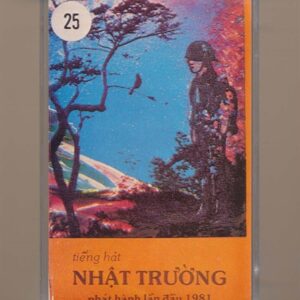 25
tiếng hát
NHẬT TRƯỜNG
phát hành lần đầu 1981